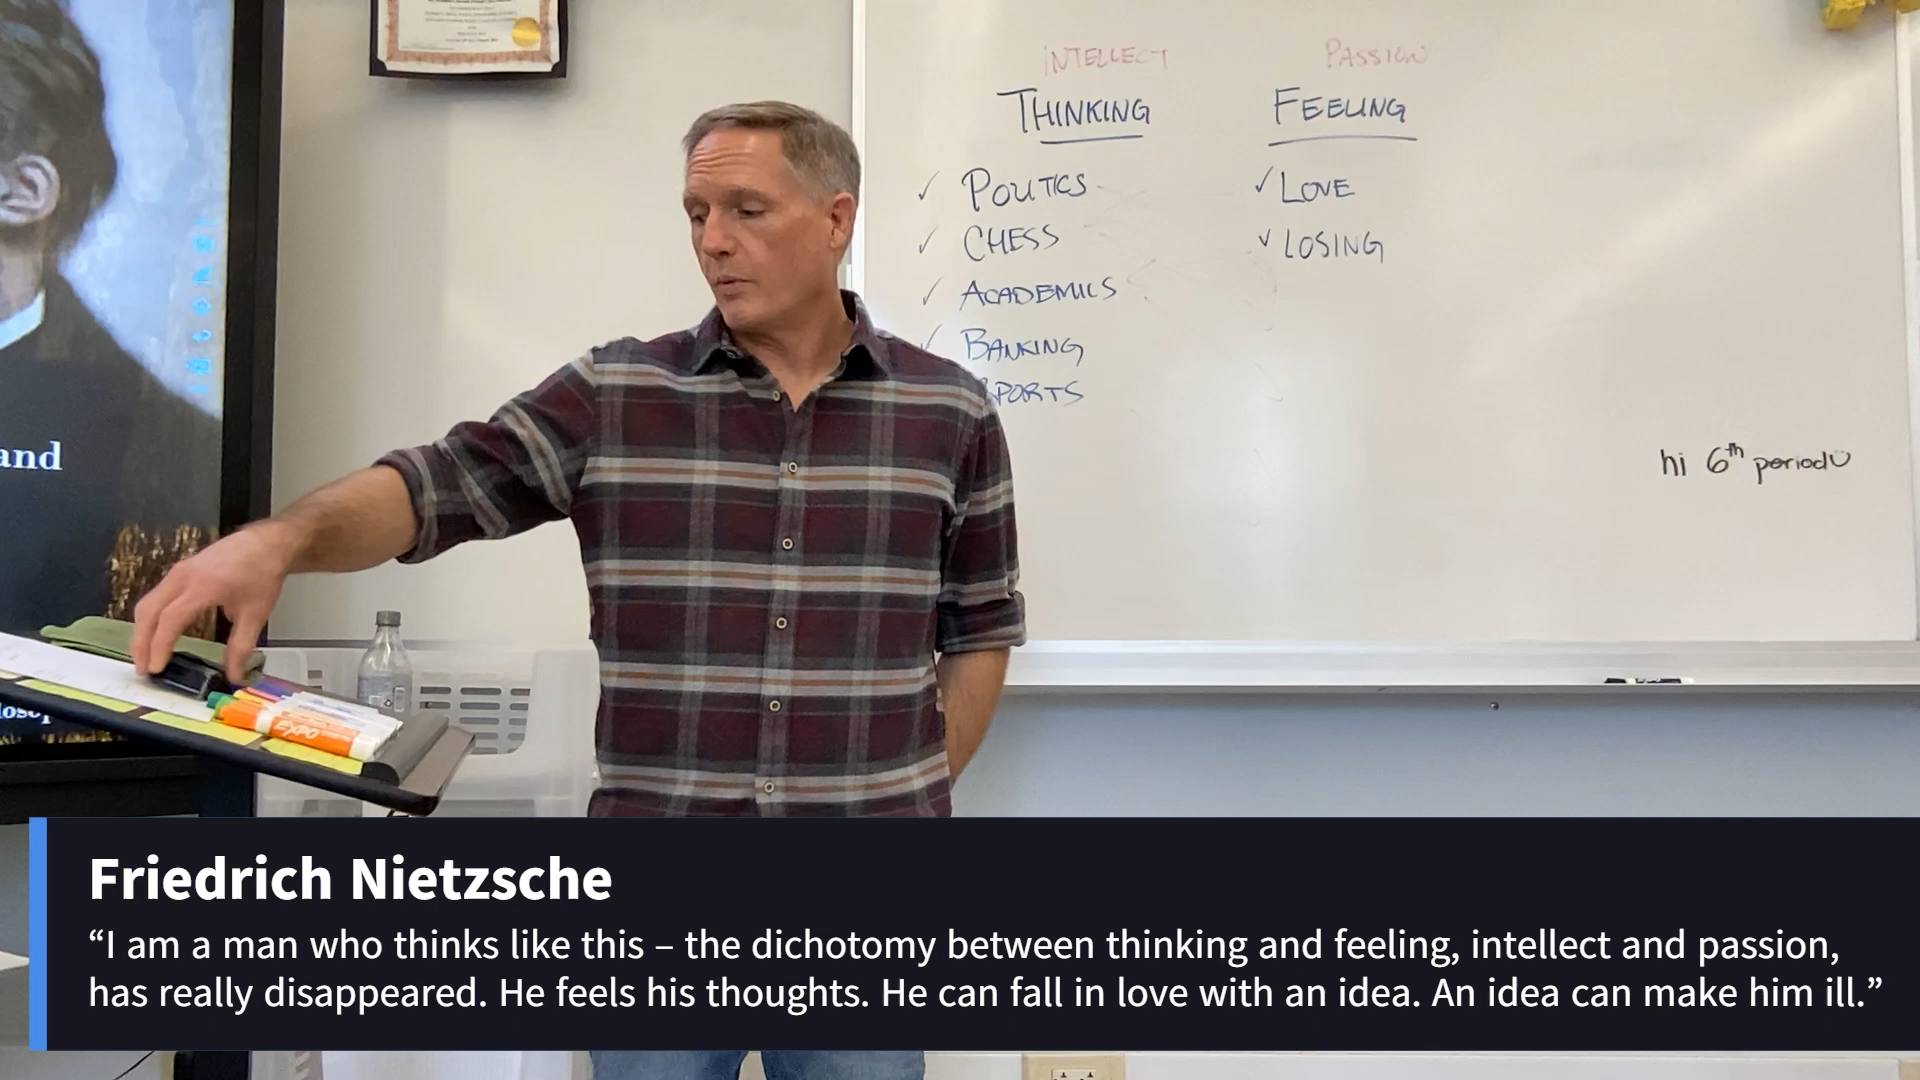 INTELLECT PASSION
THINKING FEELING
✓ POLITICS ✓ LOVE
✓ CHESS ✓ LOSING
✓ ACADEMICS
✓ BANKING
SPORTS
hi 6th period
and
EXPO
Friedrich Nietzsche
“I am a man who thinks like this – the dichotomy between thinking and feeling, intellect and passion,
has really disappeared. He feels his thoughts. He can fall in love with an idea. An idea can make him ill.”